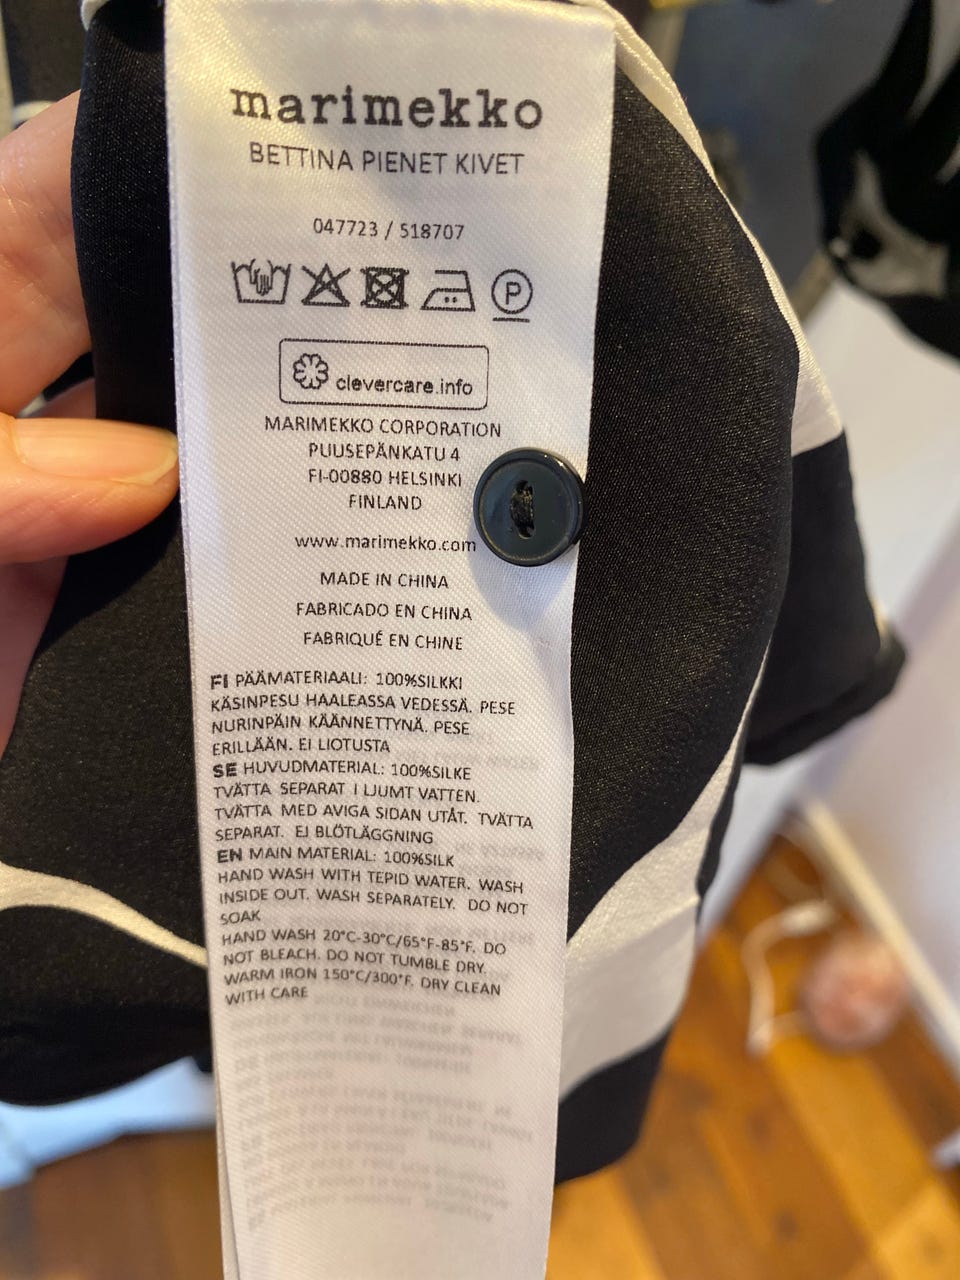 marimekko
BETTINA PIENET KIVET
047723 / 518707
P
clevercare.info
MARIMEKKO CORPORATION
PUUSEPÄNKATU 4
FI-00880 HELSINKI
FINLAND
www.marimekko.com
MADE IN CHINA
FABRICADO EN CHINA
FABRIQUÉ EN CHINE
FI PÄÄMATERIAALI: 100%SILKKI
KÄSINPESU HAALEASSA VEDESSÄ. PESE
NURINPÄIN KÄÄNNETTYNÄ. PESE
ERILLÄÄN. EI LIOTUSTA
SE HUVUDMATERIAL: 100%SILKE
TVÄTTA SEPARAT I LJUMT VATTEN.
TVÄTTA MED AVIGA SIDAN UTÅT. TVÄTTA
SEPARAT. EJ BLÖTLÄGGNING
EN MAIN MATERIAL: 100%SILK
HAND WASH WITH TEPID WATER. WASH
INSIDE OUT. WASH SEPARATELY. DO NOT
SOAK
HAND WASH 20°C-30°C/65°F-85°F. DO
NOT BLEACH. DO NOT TUMBLE DRY.
WARM IRON 150°C/300°F. DRY CLEAN
WITH CARE